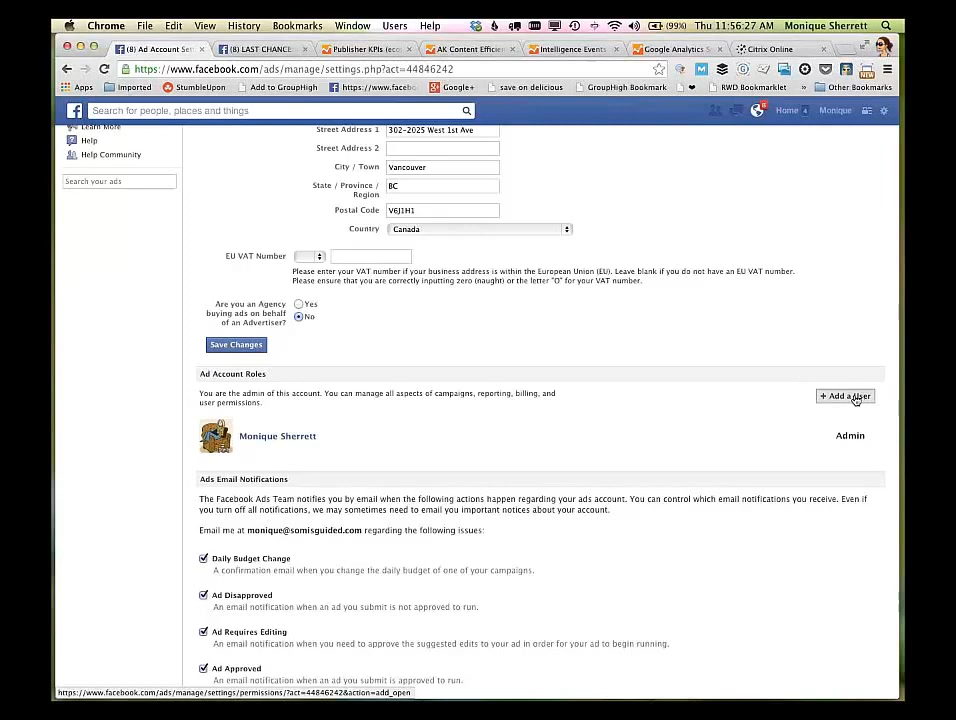 Chrome File Edit View History Bookmarks Window Users Help (99%) Thu 11:56:27 AM Monique Sherrett
(8) Ad Account Set (8) LAST CHANCE: Publisher KPIs (eco AK Content Efficien Intelligence Events Google Analytics S Citrix Online
https://www.facebook.com/ads/manage/settings.php?act=44846242
Apps Imported StumbleUpon Add to GroupHigh https://www.facebo Google+ save on delicious GroupHigh Bookmark RWD Bookmarklet » Other Bookmarks
Search for people, places and things Home 4 Monique
Learn More
Help
Help Community
Search your ads
Street Address 1 302-2025 West 1st Ave
Street Address 2
City / Town Vancouver
State / Province / Region BC
Postal Code V6J1H1
Country Canada
EU VAT Number
Please enter your VAT number if your business address is within the European Union (EU). Leave blank if you do not have an EU VAT number.
Please ensure that you are correctly inputting zero (naught) or the letter "O" for your VAT number.
Are you an Agency
buying ads on behalf
of an Advertiser?
Yes
No
Save Changes
Ad Account Roles
You are the admin of this account. You can manage all aspects of campaigns, reporting, billing, and
user permissions.
+ Add a User
Monique Sherrett Admin
Ads Email Notifications
The Facebook Ads Team notifies you by email when the following actions happen regarding your ads account. You can control which email notifications you receive. Even if
you turn off all notifications, we may sometimes need to email you important notices about your account.
Email me at monique@somisguided.com regarding the following issues:
Daily Budget Change
A confirmation email when you change the daily budget of one of your campaigns.
Ad Disapproved
An email notification when an ad you submit is not approved to run.
Ad Requires Editing
An email notification when you need to approve the suggested edits to your ad in order for your ad to begin running.
Ad Approved
An email notification when an ad you submit is approved to run.
https://www.facebook.com/ads/manage/settings/permissions/?act=44846242&action=add_open